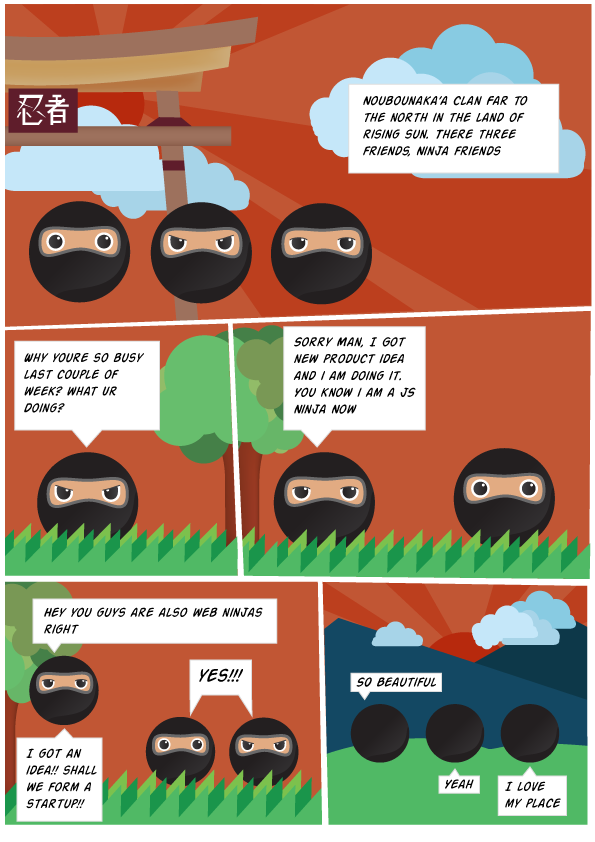 忍者
NOUBOUNAKA'A CLAN FAR TO
THE NORTH IN THE LAND OF
RISING SUN. THERE THREE
FRIENDS, NINJA FRIENDS
WHY YOURE SO BUSY
LAST COUPLE OF
WEEK? WHAT UR
DOING?
SORRY MAN, I GOT
NEW PRODUCT IDEA
AND I AM DOING IT.
YOU KNOW I AM A JS
NINJA NOW
HEY YOU GUYS ARE ALSO WEB NINJAS
RIGHT
YES!!!
I GOT AN
IDEA!! SHALL
WE FORM A
STARTUP!!
SO BEAUTIFUL
YEAH
I LOVE
MY PLACE